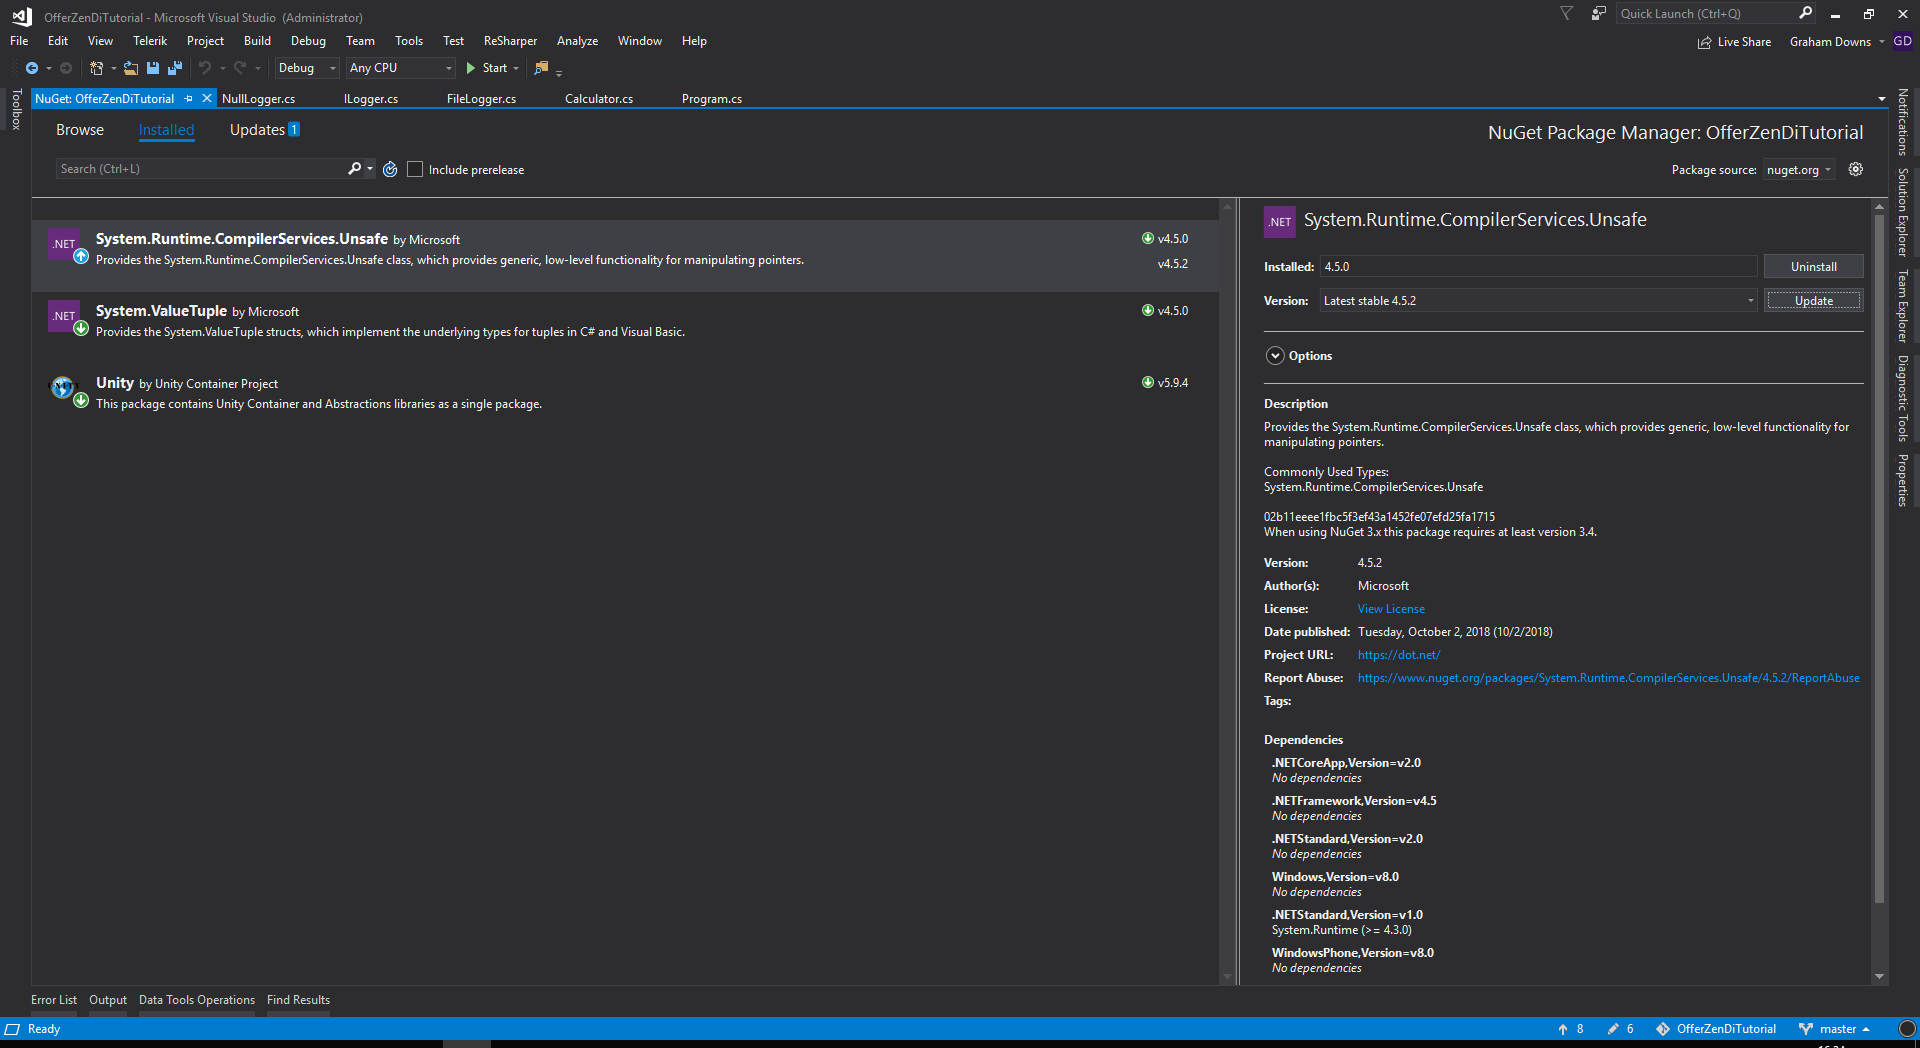 OfferZenDiTutorial - Microsoft Visual Studio (Administrator)
Quick Launch (Ctrl+Q)
File Edit View Telerik Project Build Debug Team Tools Test ReSharper Analyze Window Help
Live Share Graham Downs GD
Debug Any CPU Start
Toolbox
NuGet: OfferZenDiTutorial NullLogger.cs ILogger.cs FileLogger.cs Calculator.cs Program.cs
Browse Installed Updates 1
NuGet Package Manager: OfferZenDiTutorial
Search (Ctrl+L) Include prerelease
Package source: nuget.org
.NET System.Runtime.CompilerServices.Unsafe by Microsoft v4.5.0
Provides the System.Runtime.CompilerServices.Unsafe class, which provides generic, low-level functionality for manipulating pointers. v4.5.2
.NET System.ValueTuple by Microsoft v4.5.0
Provides the System.ValueTuple structs, which implement the underlying types for tuples in C# and Visual Basic.
UNITY Unity by Unity Container Project v5.9.4
This package contains Unity Container and Abstractions libraries as a single package.
.NET System.Runtime.CompilerServices.Unsafe
Installed: 4.5.0 Uninstall
Version: Latest stable 4.5.2 Update
Options
Description
Provides the System.Runtime.CompilerServices.Unsafe class, which provides generic, low-level functionality for
manipulating pointers.
Commonly Used Types:
System.Runtime.CompilerServices.Unsafe
02b11eeee1fbc5f3ef43a1452fe07efd25fa1715
When using NuGet 3.x this package requires at least version 3.4.
Version: 4.5.2
Author(s): Microsoft
License: View License
Date published: Tuesday, October 2, 2018 (10/2/2018)
Project URL: https://dot.net/
Report Abuse: https://www.nuget.org/packages/System.Runtime.CompilerServices.Unsafe/4.5.2/ReportAbuse
Tags:
Dependencies
.NETCoreApp,Version=v2.0
No dependencies
.NETFramework,Version=v4.5
No dependencies
.NETStandard,Version=v2.0
No dependencies
Windows,Version=v8.0
No dependencies
.NETStandard,Version=v1.0
System.Runtime (>= 4.3.0)
WindowsPhone,Version=v8.0
No dependencies
Notifications
Solution Explorer
Team Explorer
Diagnostic Tools
Properties
Error List Output Data Tools Operations Find Results
Ready 8 6 OfferZenDiTutorial master